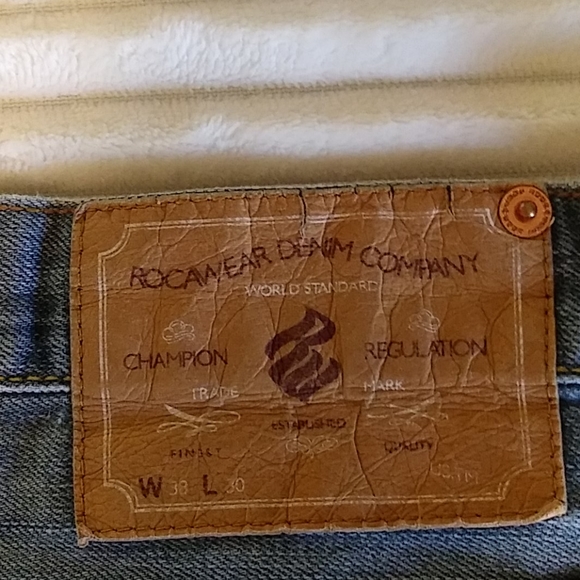 ROCAWEAR DENIM COMPANY
WORLD STANDARD
CHAMPION REGULATION
TRADE MARK
ESTABLISHED
FINEST QUALITY
W 38 L 30